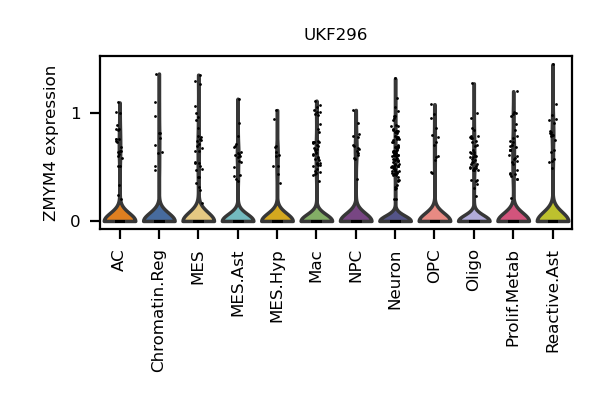 UKF296
ZMYM4 expression
1
0
AC
Chromatin.Reg
MES
MES.Ast
MES.Hyp
Mac
NPC
Neuron
OPC
Oligo
Prolif.Metab
Reactive.Ast